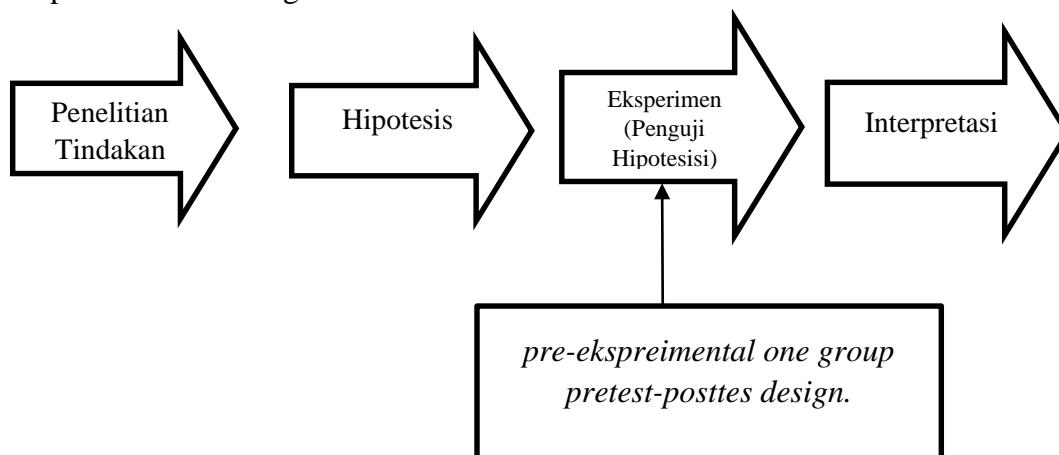 Penelitian
Tindakan
Hipotesis
Eksperimen
(Penguji
Hipotesisi)
Interpretasi
pre-ekspreimental one group
pretest-posttes design.